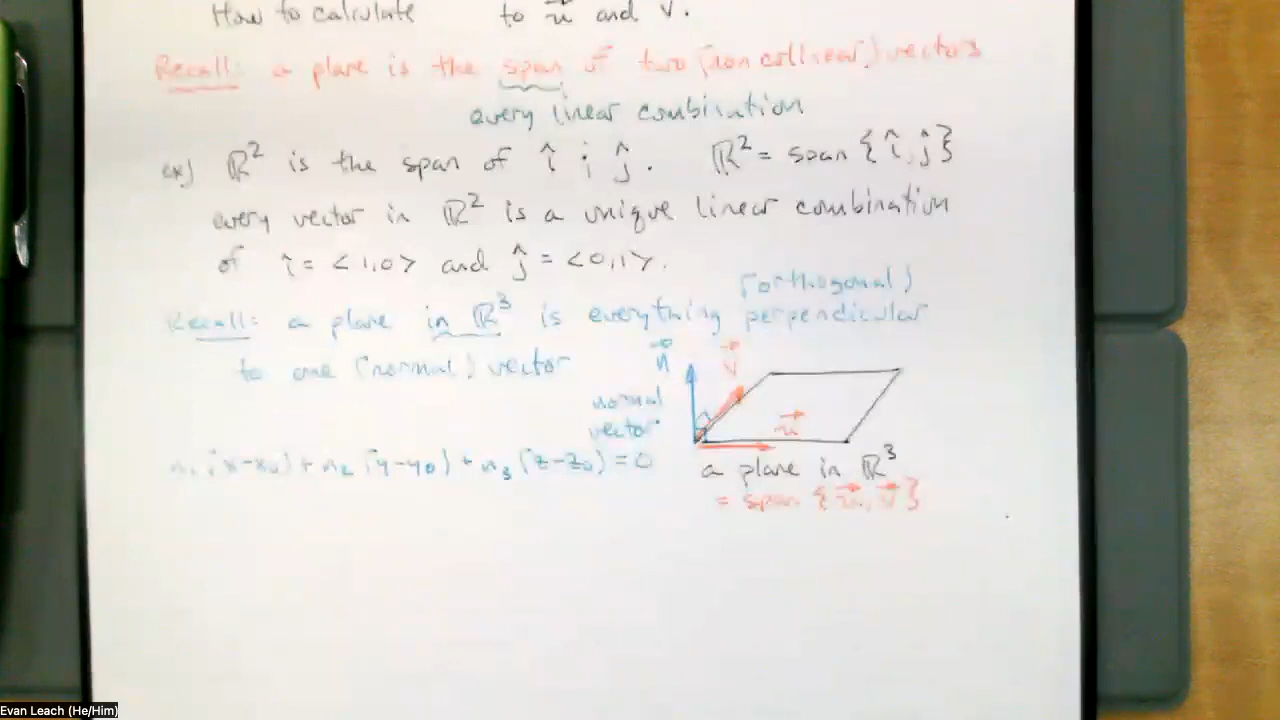 How to calculate to u⃗ and v.
Recall: a plane is the span of two (non collinear) vectors
every linear combination
ex) ℝ² is the span of î ; ĵ. ℝ² = span {î, ĵ}
every vector in ℝ² is a unique linear combination
of î = <1,0> and ĵ = <0,1>.
(orthogonal)
Recall: a plane in ℝ³ is everything perpendicular
to one (normal) vector
n⃗ v⃗
normal
vector
u⃗
n₁(x-x₀) + n₂(y-y₀) + n₃(z-z₀) = 0
a plane in ℝ³
= span {u⃗, v⃗}
Evan Leach (He/Him)